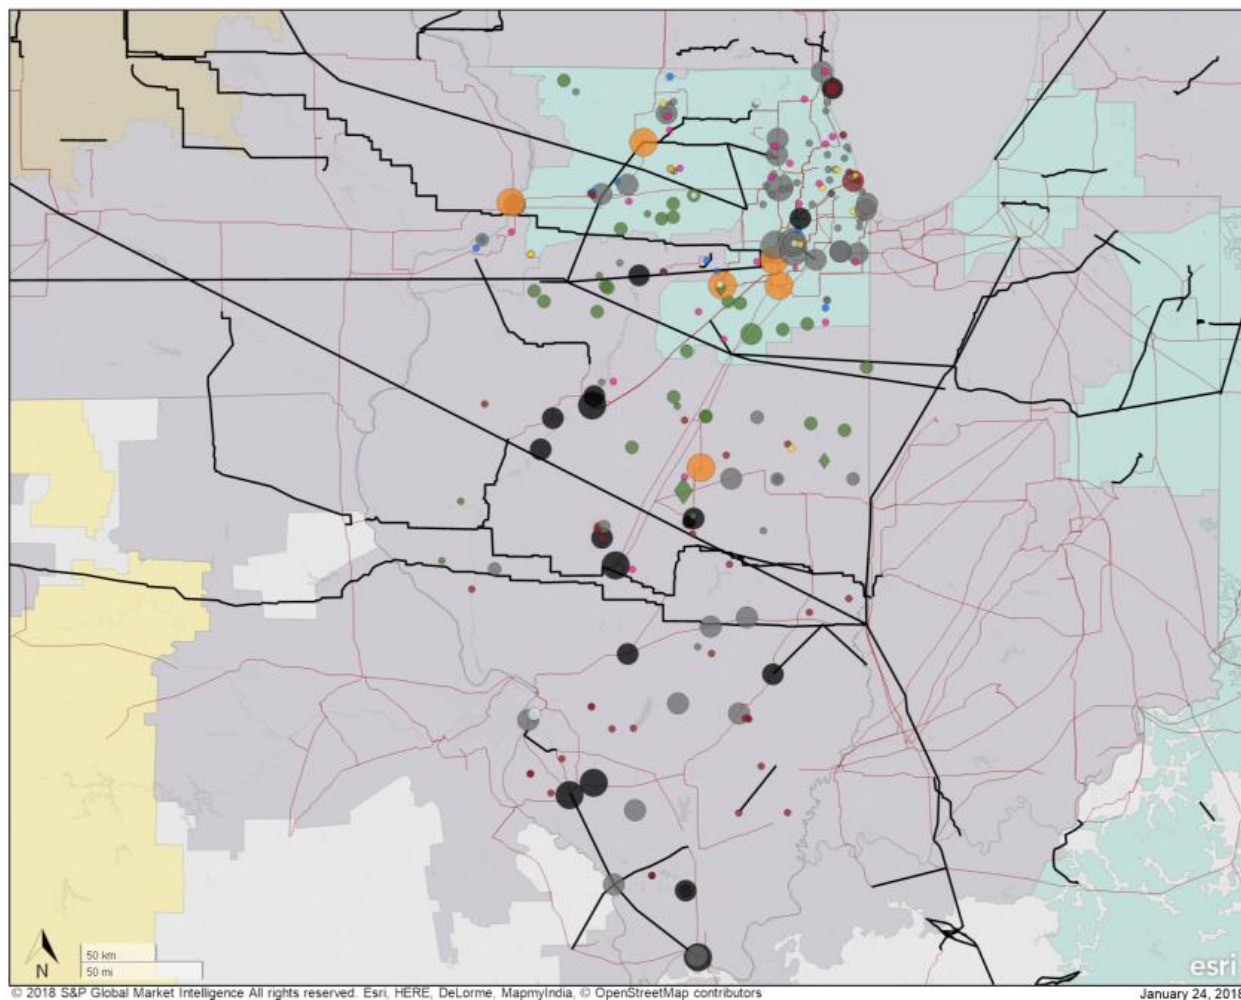 50 km
50 mi
N
esri
© 2018 S&P Global Market Intelligence All rights reserved. Esri, HERE, DeLorme, MapmyIndia, © OpenStreetMap contributors
January 24, 2018